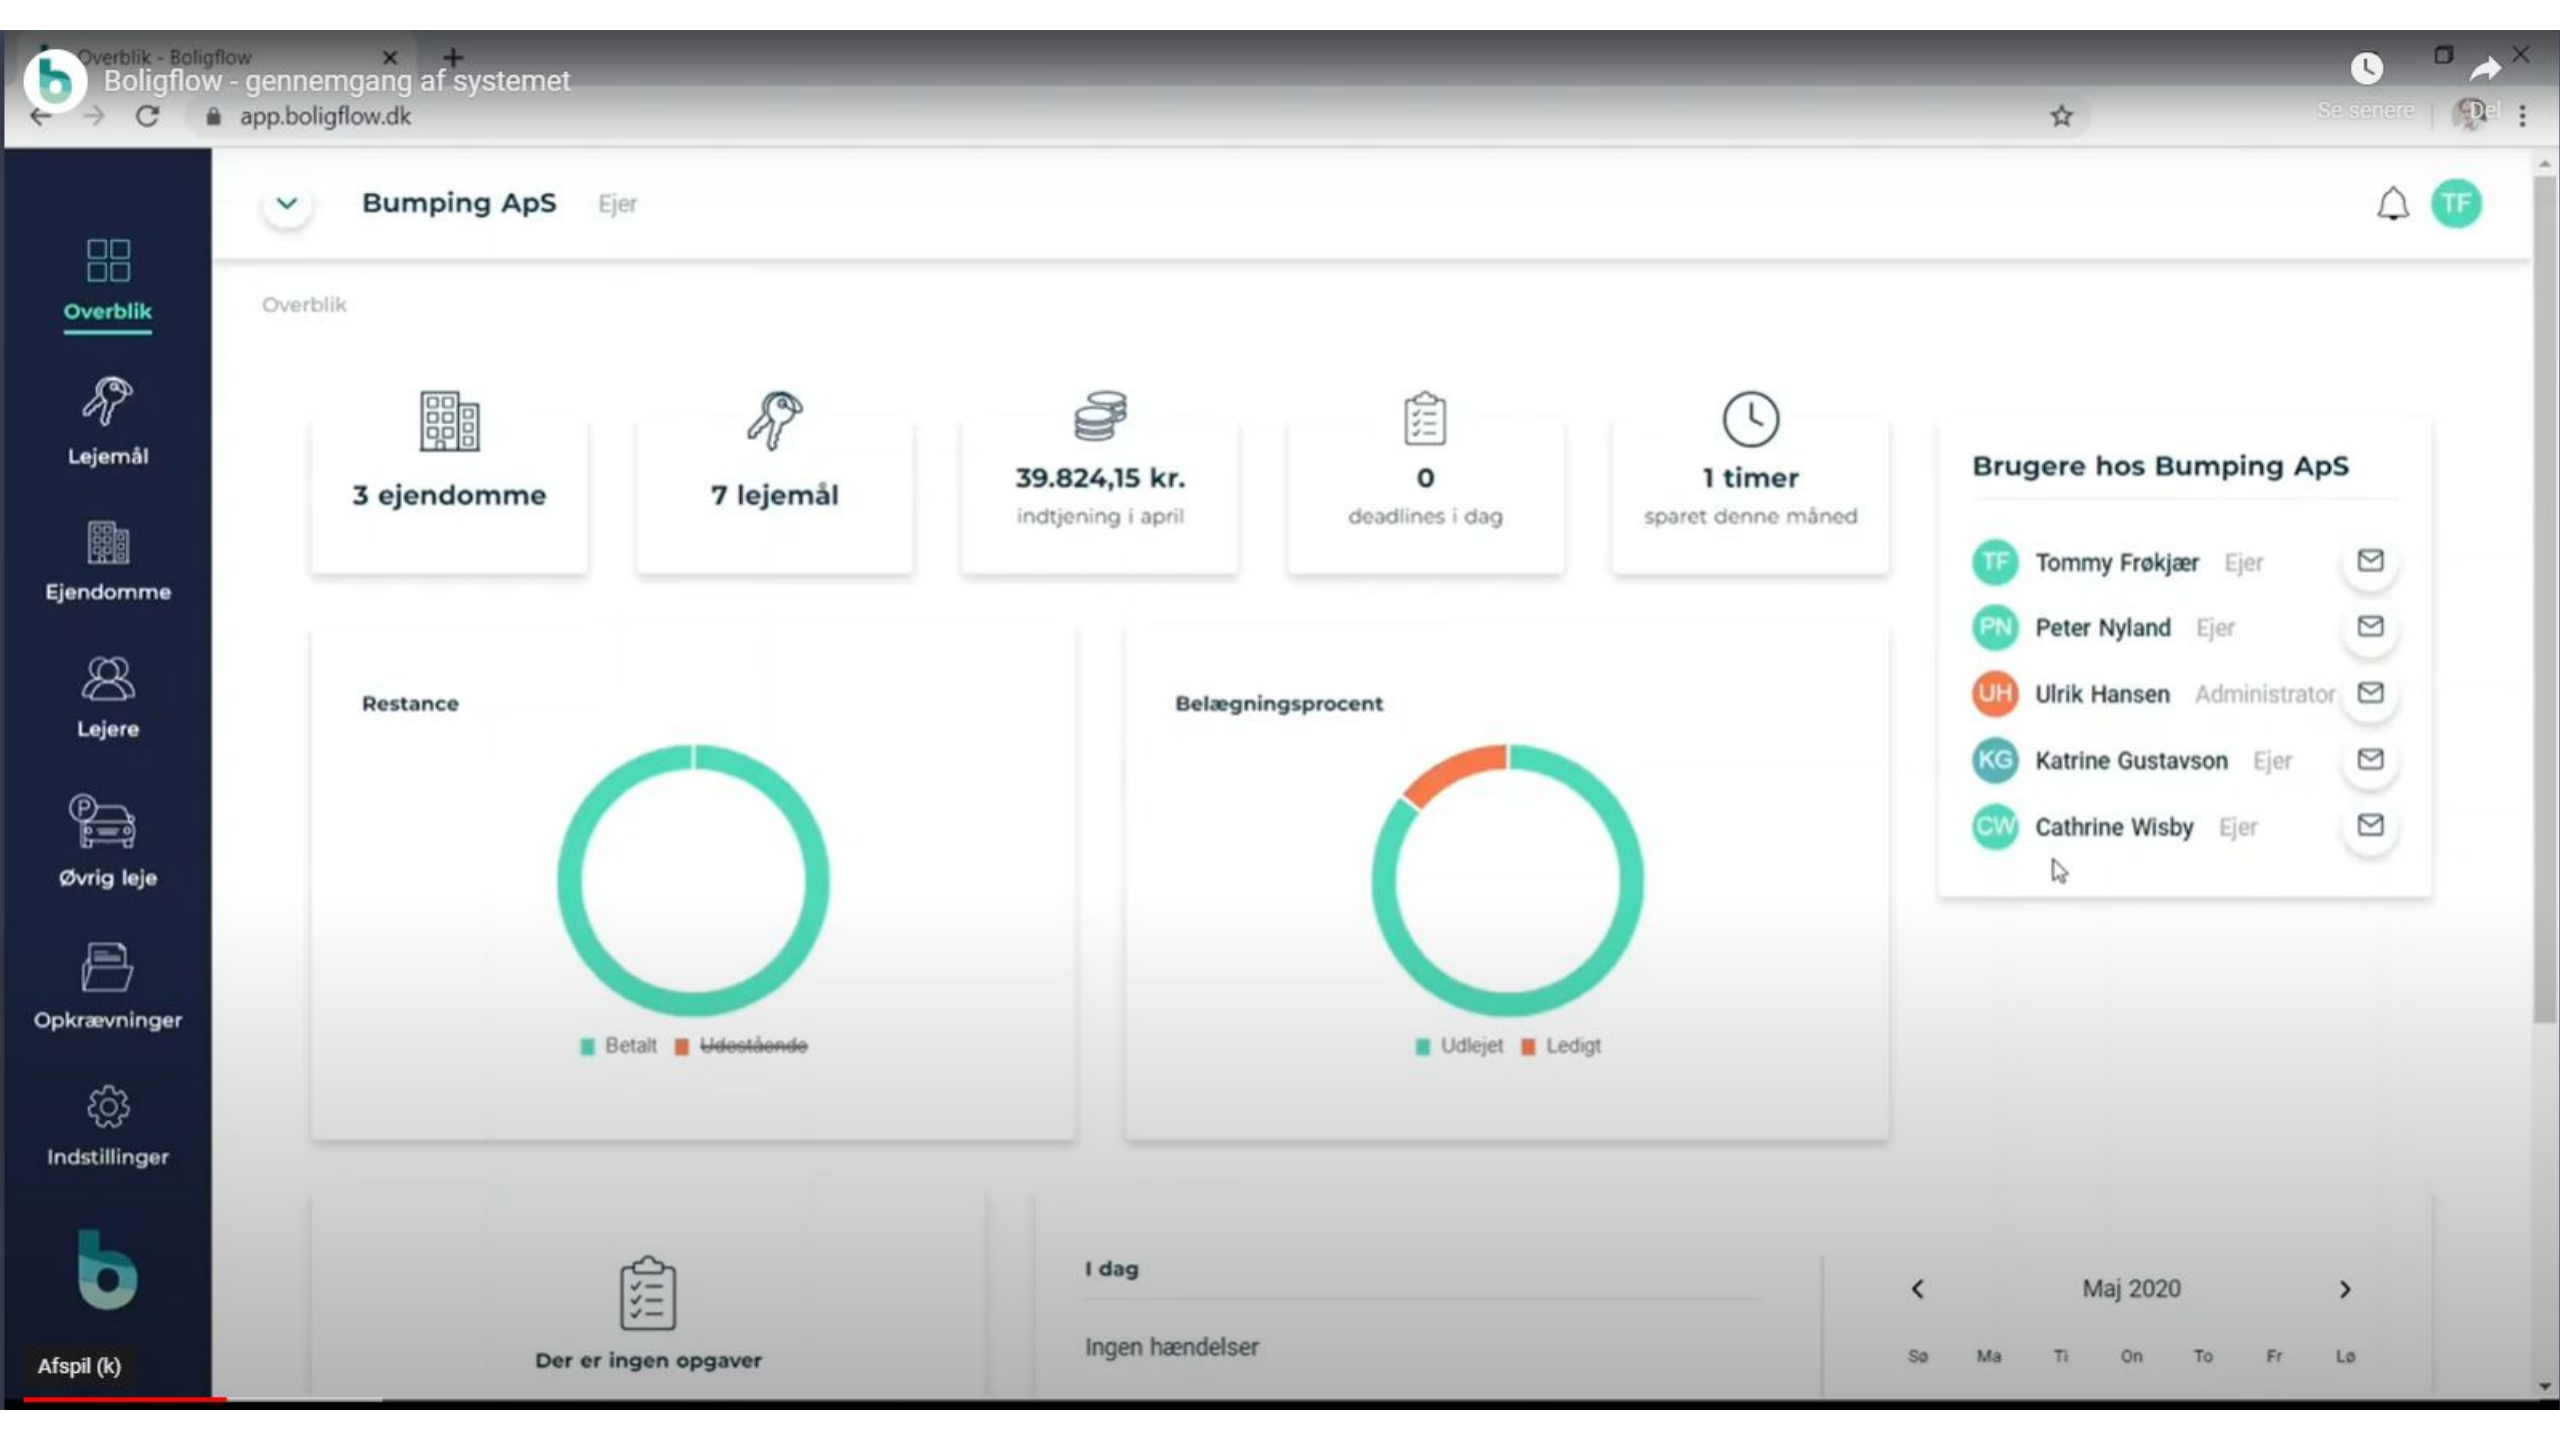 Overblik - Boligflow
Boligflow - gennemgang af systemet
app.boligflow.dk
Se senere
Del
Bumping ApS Ejer
TF
Overblik
Lejemål
Ejendomme
Lejere
P
Øvrig leje
Opkrævninger
Indstillinger
Afspil (k)
Overblik
3 ejendomme
7 lejemål
39.824,15 kr.
indtjening i april
0
deadlines i dag
1 timer
sparet denne måned
Brugere hos Bumping ApS
TF Tommy Frøkjær Ejer
PN Peter Nyland Ejer
UH Ulrik Hansen Administrator
KG Katrine Gustavson Ejer
CW Cathrine Wisby Ejer
Restance
Betalt Udestående
Belægningsprocent
Udlejet Ledigt
Der er ingen opgaver
I dag
Ingen hændelser
Maj 2020
Sø Ma Ti On To Fr Lø